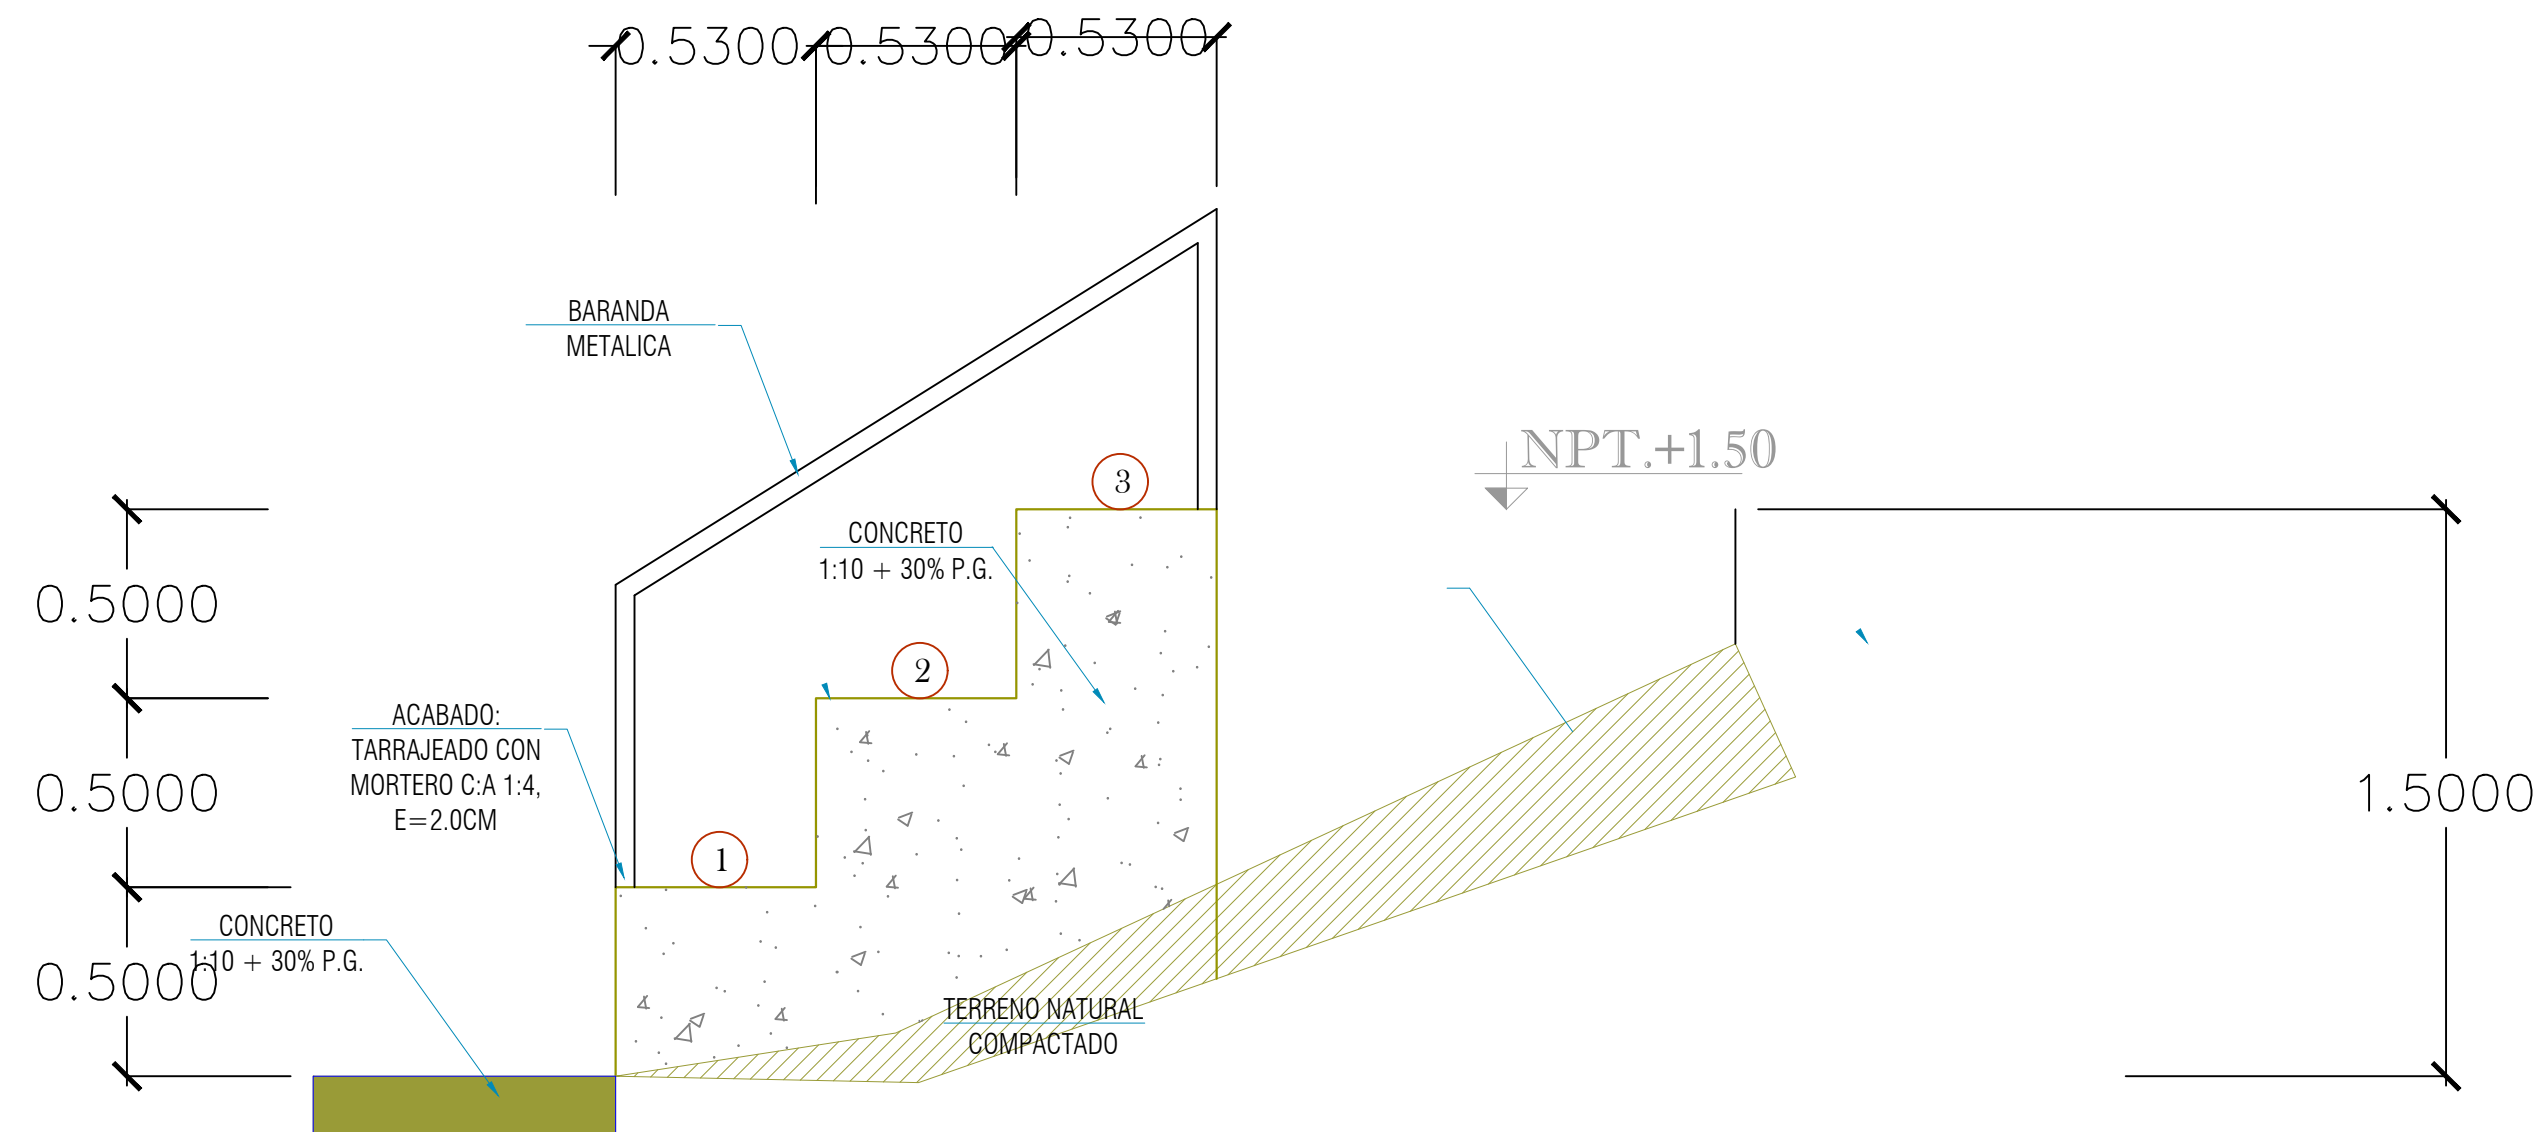 0.5300
0.5300
0.5300
BARANDA
METALICA
NPT.+1.50
3
CONCRETO
1:10 + 30% P.G.
0.5000
2
ACABADO:
TARRAJEADO CON
MORTERO C:A 1:4,
E=2.0CM
0.5000
1.5000
1
CONCRETO
1:10 + 30% P.G.
0.5000
TERRENO NATURAL
COMPACTADO